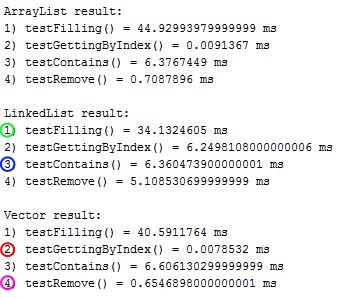 ArrayList result:
1) testFilling() = 44.92993979999999 ms
2) testGettingByIndex() = 0.0091367 ms
3) testContains() = 6.3767449 ms
4) testRemove() = 0.7087896 ms
LinkedList result:
1) testFilling() = 34.1324605 ms
2) testGettingByIndex() = 6.2498108000000006 ms
3) testContains() = 6.360473900000001 ms
4) testRemove() = 5.108530699999999 ms
Vector result:
1) testFilling() = 40.5911764 ms
2) testGettingByIndex() = 0.0078532 ms
3) testContains() = 6.606130299999999 ms
4) testRemove() = 0.6546898000000001 ms